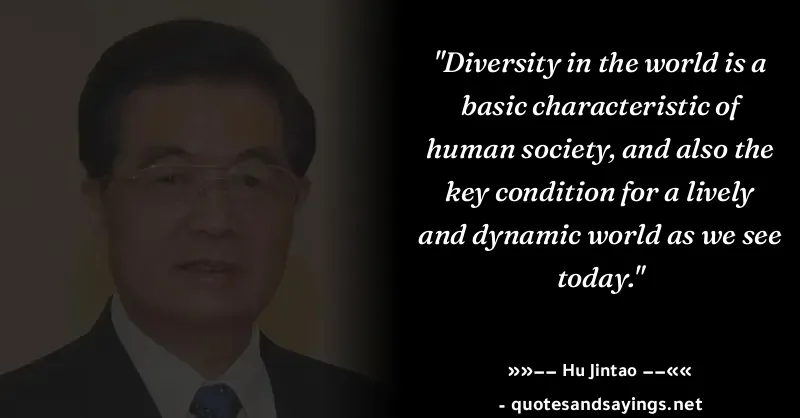 "Diversity in the world is a
basic characteristic of
human society, and also the
key condition for a lively
and dynamic world as we see
today."
»»−− Hu Jintao −−««
- quotesandsayings.net